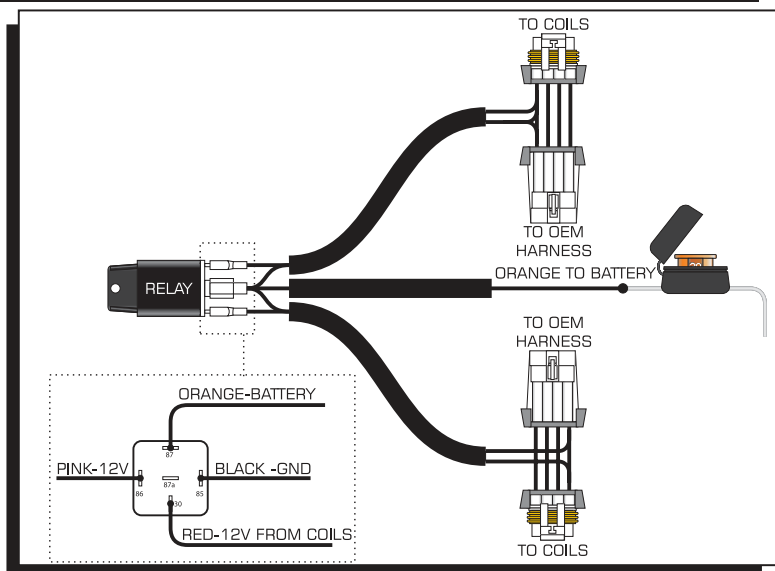 TO COILS
TO OEM
HARNESS
ORANGE TO BATTERY
RELAY
TO OEM
HARNESS
TO COILS
ORANGE-BATTERY
87
PINK-12V
BLACK -GND
87a
86
85
30
RED-12V FROM COILS